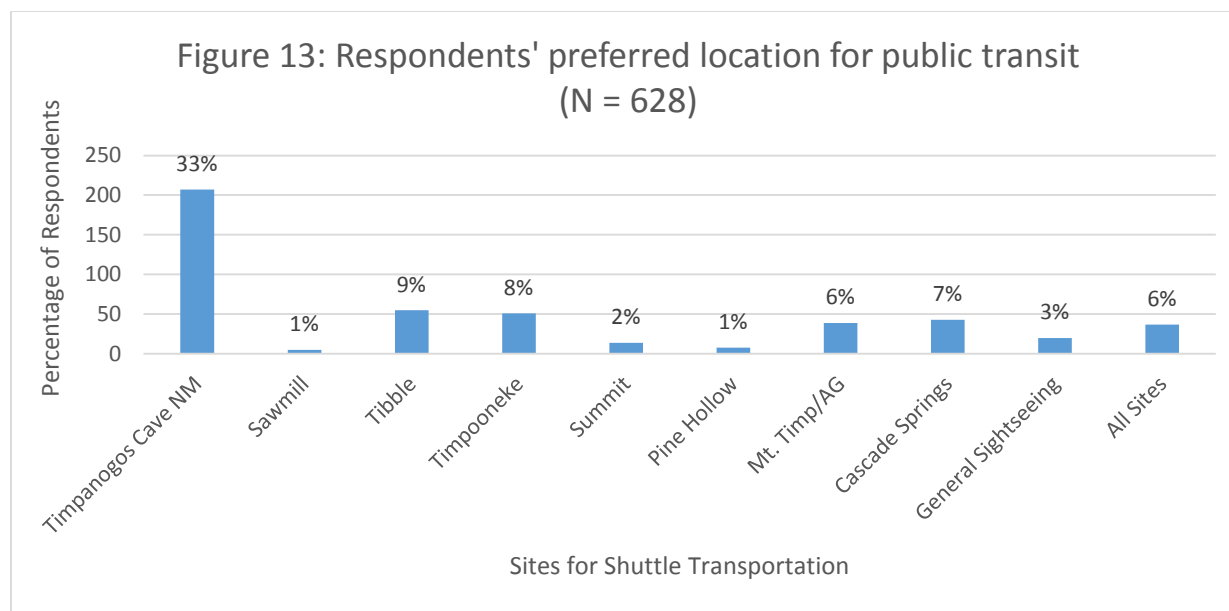 Figure 13: Respondents' preferred location for public transit
(N = 628)
Percentage of Respondents
250
200
150
100
50
0
33%
1%
9%
8%
2%
1%
6%
7%
3%
6%
Timpanogos Cave NM
Sawmill
Tibble
Timpooneke
Summit
Pine Hollow
Mt. Timp/AG
Cascade Springs
General Sightseeing
All Sites
Sites for Shuttle Transportation